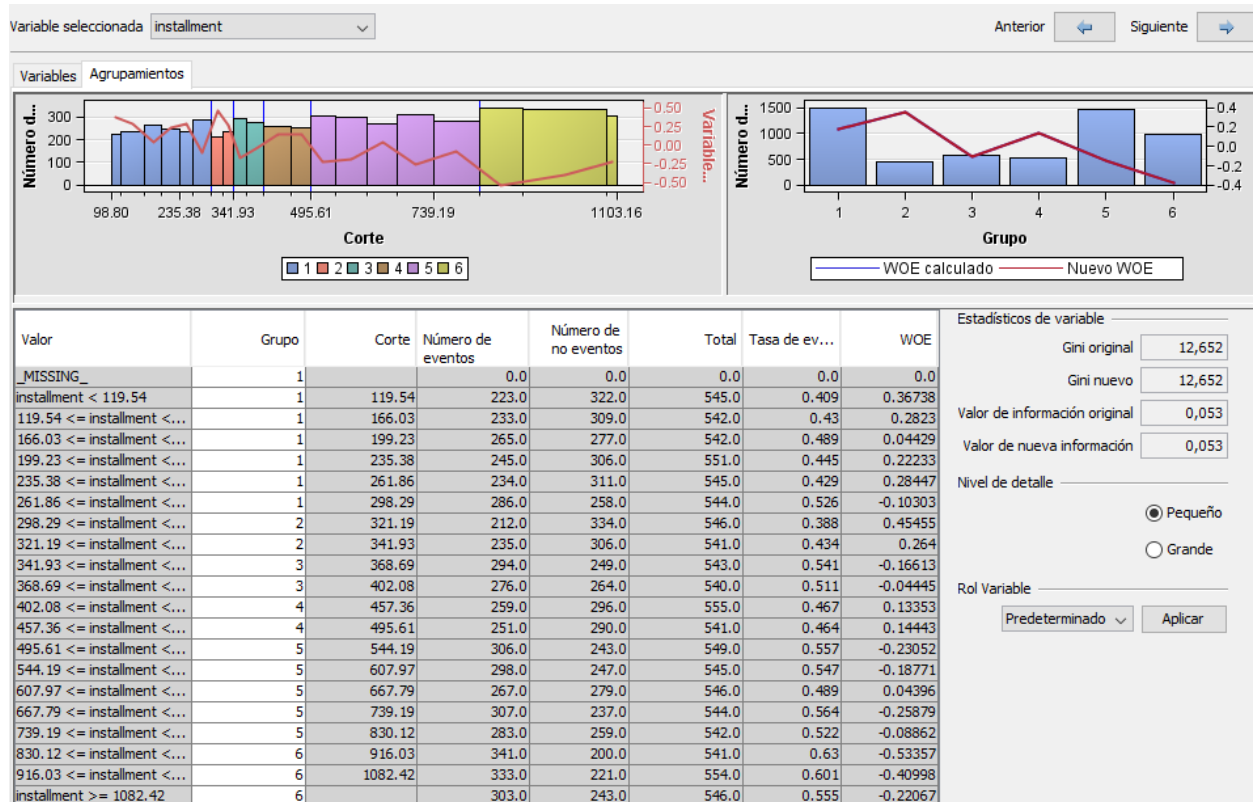 Variable seleccionada installment Anterior Siguiente
Variables Agrupamientos
Número d...
300
200
100
0
0.50
0.25
0.00
-0.25
-0.50
Variable...
98.80 235.38 341.93 495.61 739.19 1103.16
Corte
1 2 3 4 5 6
Número d...
1500
1000
500
0
0.4
0.2
0.0
-0.2
-0.4
1 2 3 4 5 6
Grupo
WOE calculado Nuevo WOE
Valor Grupo Corte Número de eventos Número de no eventos Total Tasa de ev... WOE
_MISSING_ 1 0.0 0.0 0.0 0.0 0.0
installment < 119.54 1 119.54 223.0 322.0 545.0 0.409 0.36738
119.54 <= installment <... 1 166.03 233.0 309.0 542.0 0.43 0.2823
166.03 <= installment <... 1 199.23 265.0 277.0 542.0 0.489 0.04429
199.23 <= installment <... 1 235.38 245.0 306.0 551.0 0.445 0.22233
235.38 <= installment <... 1 261.86 234.0 311.0 545.0 0.429 0.28447
261.86 <= installment <... 1 298.29 286.0 258.0 544.0 0.526 -0.10303
298.29 <= installment <... 2 321.19 212.0 334.0 546.0 0.388 0.45455
321.19 <= installment <... 2 341.93 235.0 306.0 541.0 0.434 0.264
341.93 <= installment <... 3 368.69 294.0 249.0 543.0 0.541 -0.16613
368.69 <= installment <... 3 402.08 276.0 264.0 540.0 0.511 -0.04445
402.08 <= installment <... 4 457.36 259.0 296.0 555.0 0.467 0.13353
457.36 <= installment <... 4 495.61 251.0 290.0 541.0 0.464 0.14443
495.61 <= installment <... 5 544.19 306.0 243.0 549.0 0.557 -0.23052
544.19 <= installment <... 5 607.97 298.0 247.0 545.0 0.547 -0.18771
607.97 <= installment <... 5 667.79 267.0 279.0 546.0 0.489 0.04396
667.79 <= installment <... 5 739.19 307.0 237.0 544.0 0.564 -0.25879
739.19 <= installment <... 5 830.12 283.0 259.0 542.0 0.522 -0.08862
830.12 <= installment <... 6 916.03 341.0 200.0 541.0 0.63 -0.53357
916.03 <= installment <... 6 1082.42 333.0 221.0 554.0 0.601 -0.40998
installment >= 1082.42 6 303.0 243.0 546.0 0.555 -0.22067
Estadísticos de variable
Gini original 12,652
Gini nuevo 12,652
Valor de información original 0,053
Valor de nueva información 0,053
Nivel de detalle
Pequeño
Grande
Rol Variable
Predeterminado Aplicar